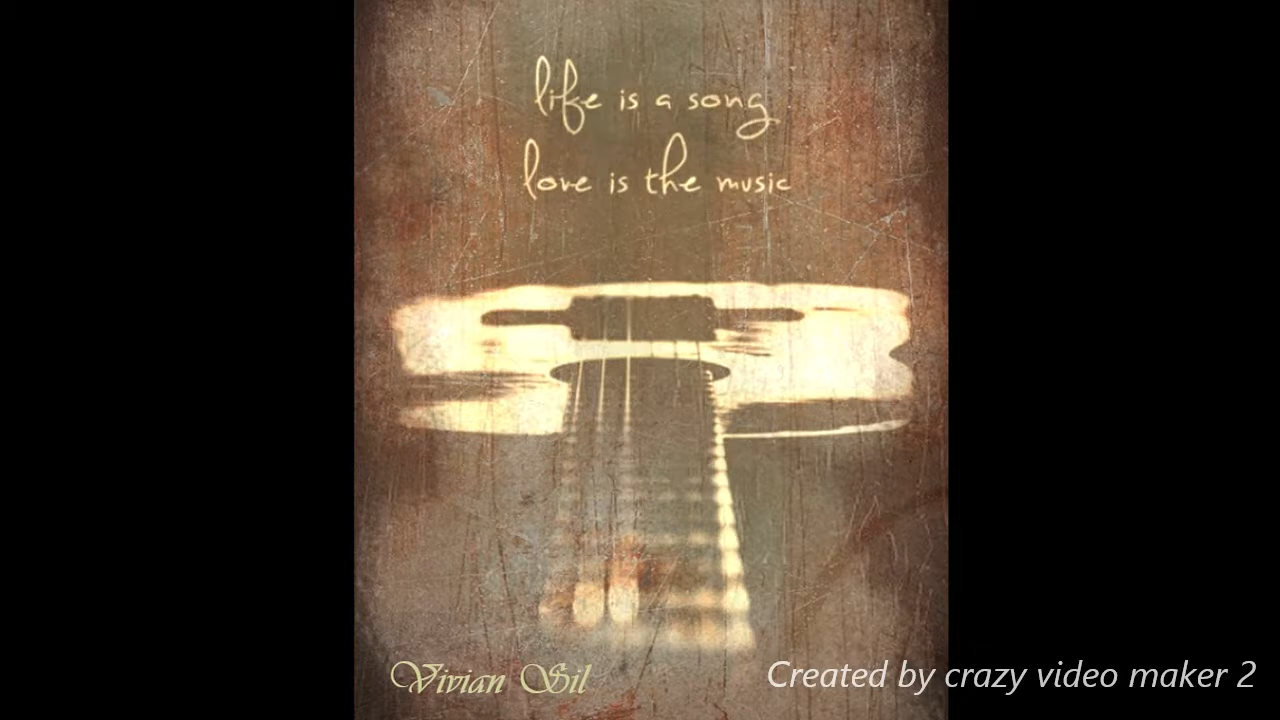 life is a song
love is the music
Vivian Sil
Created by crazy video maker 2